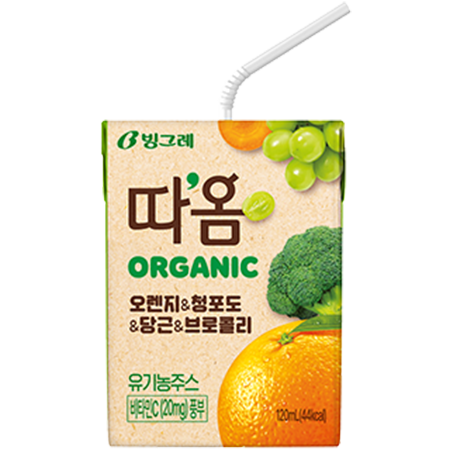 빙그레
따옴
ORGANIC
오렌지&청포도
&당근&브로콜리
유기농주스
비타민C (20mg) 풍부
120mL(44kcal)